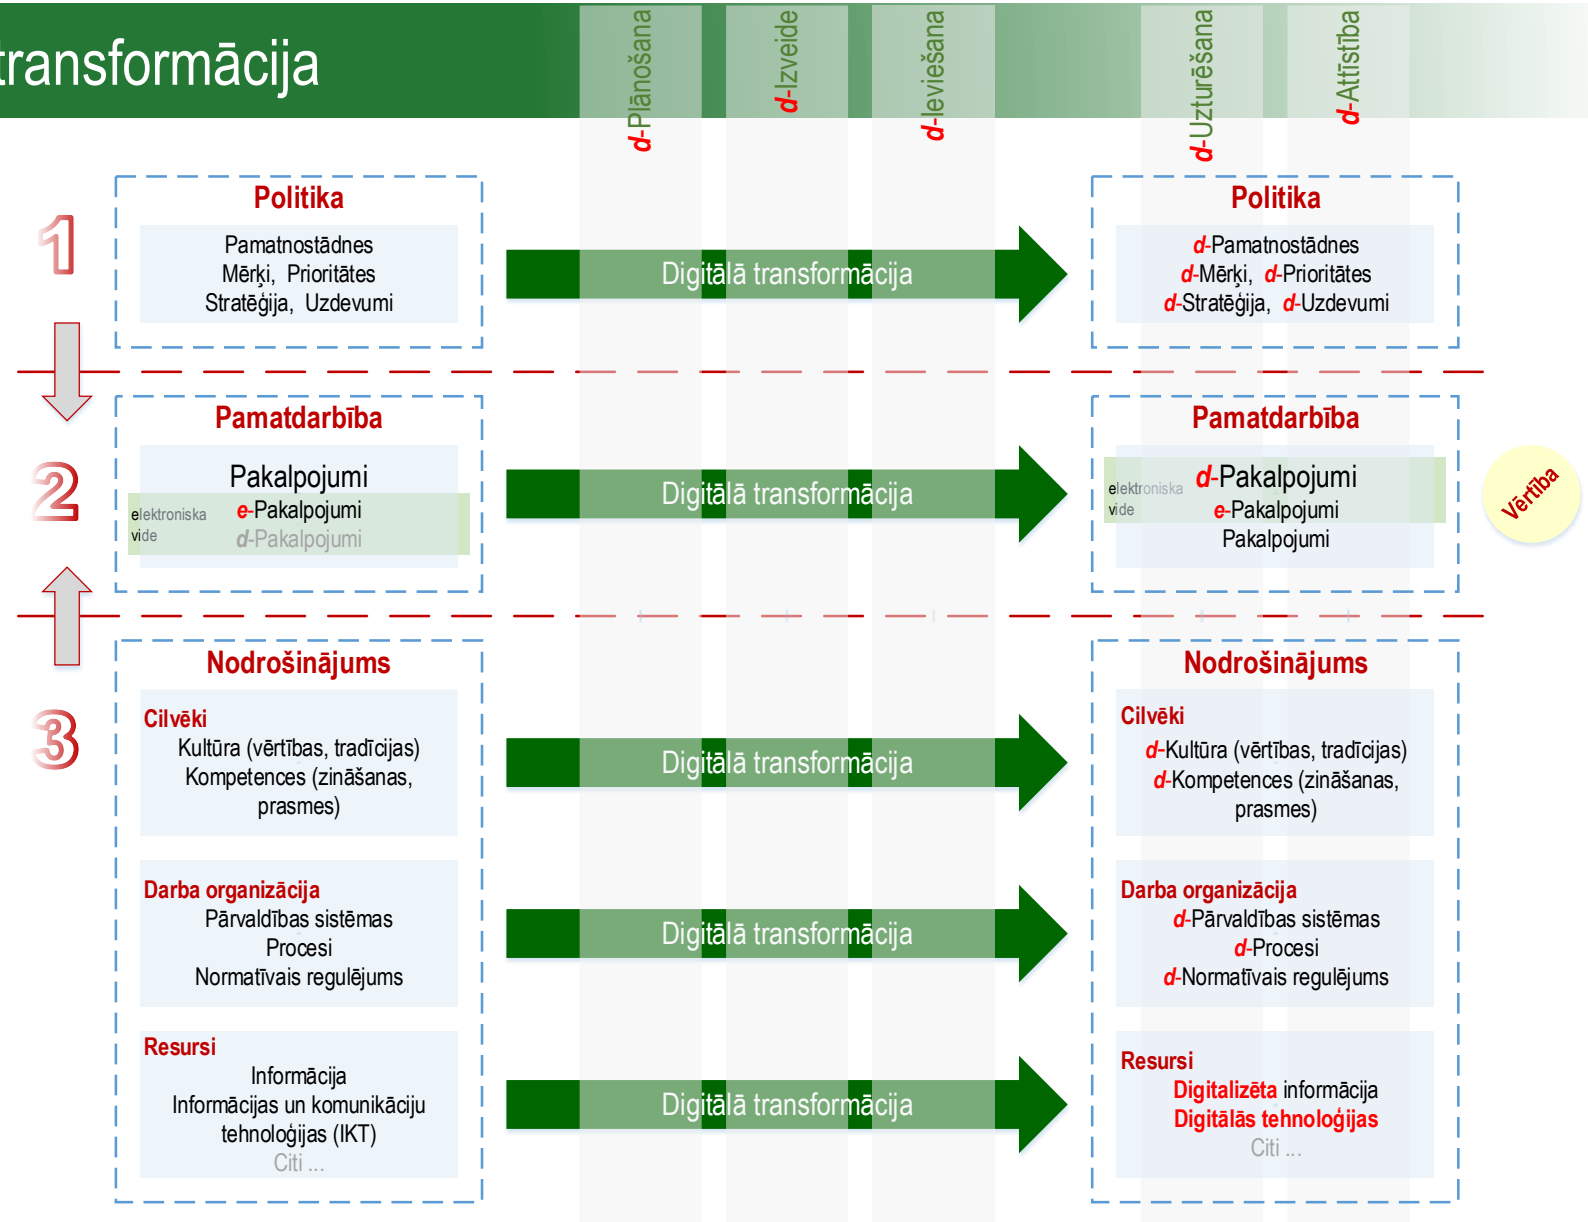 transformācija
d-Plānošana
d-Izveide
d-Ieviešana
d-Uzturēšana
d-Attīstība
1
Politika
Pamatnostādnes
Mērķi, Prioritātes
Stratēģija, Uzdevumi
Digitālā transformācija
Politika
d-Pamatnostādnes
d-Mērķi, d-Prioritātes
d-Stratēģija, d-Uzdevumi
2
Pamatdarbība
Pakalpojumi
elektroniska
vide
e-Pakalpojumi
d-Pakalpojumi
Digitālā transformācija
Pamatdarbība
elektroniska
vide
d-Pakalpojumi
e-Pakalpojumi
Pakalpojumi
Vērtība
3
Nodrošinājums
Cilvēki
Kultūra (vērtības, tradīcijas)
Kompetences (zināšanas,
prasmes)
Digitālā transformācija
Nodrošinājums
Cilvēki
d-Kultūra (vērtības, tradīcijas)
d-Kompetences (zināšanas,
prasmes)
Darba organizācija
Pārvaldības sistēmas
Procesi
Normatīvais regulējums
Digitālā transformācija
Darba organizācija
d-Pārvaldības sistēmas
d-Procesi
d-Normatīvais regulējums
Resursi
Informācija
Informācijas un komunikāciju
tehnoloģijas (IKT)
Citi ...
Digitālā transformācija
Resursi
Digitalizēta informācija
Digitālās tehnoloģijas
Citi ...